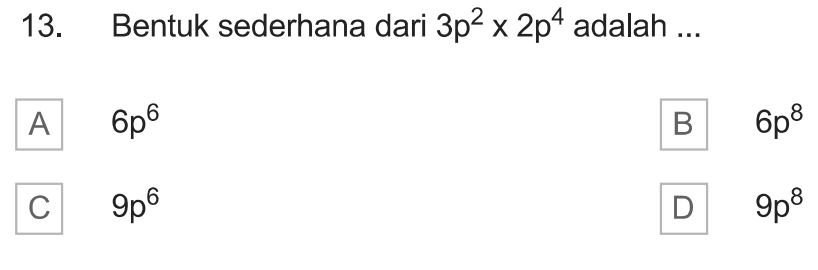 13. Bentuk sederhana dari 3p² x 2p⁴ adalah ...
A 6p⁶ B 6p⁸
C 9p⁶ D 9p⁸